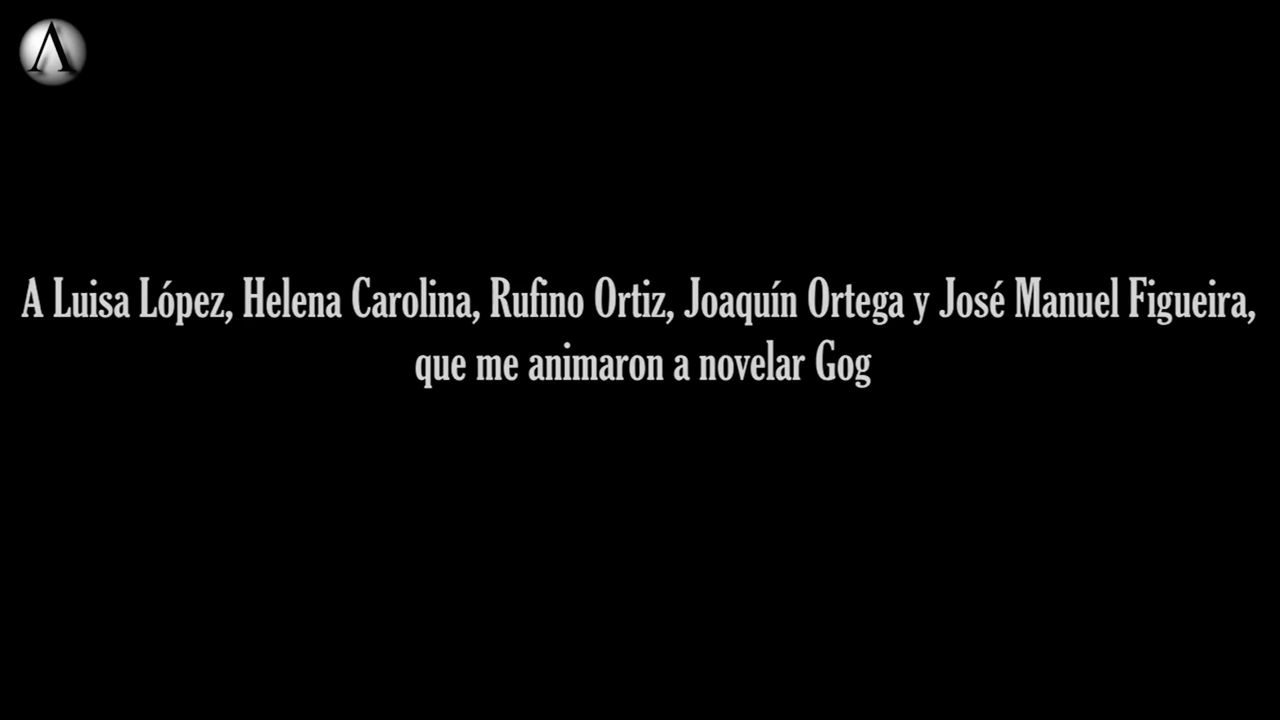 Λ
A Luisa López, Helena Carolina, Rufino Ortiz, Joaquín Ortega y José Manuel Figueira,
que me animaron a novelar Gog